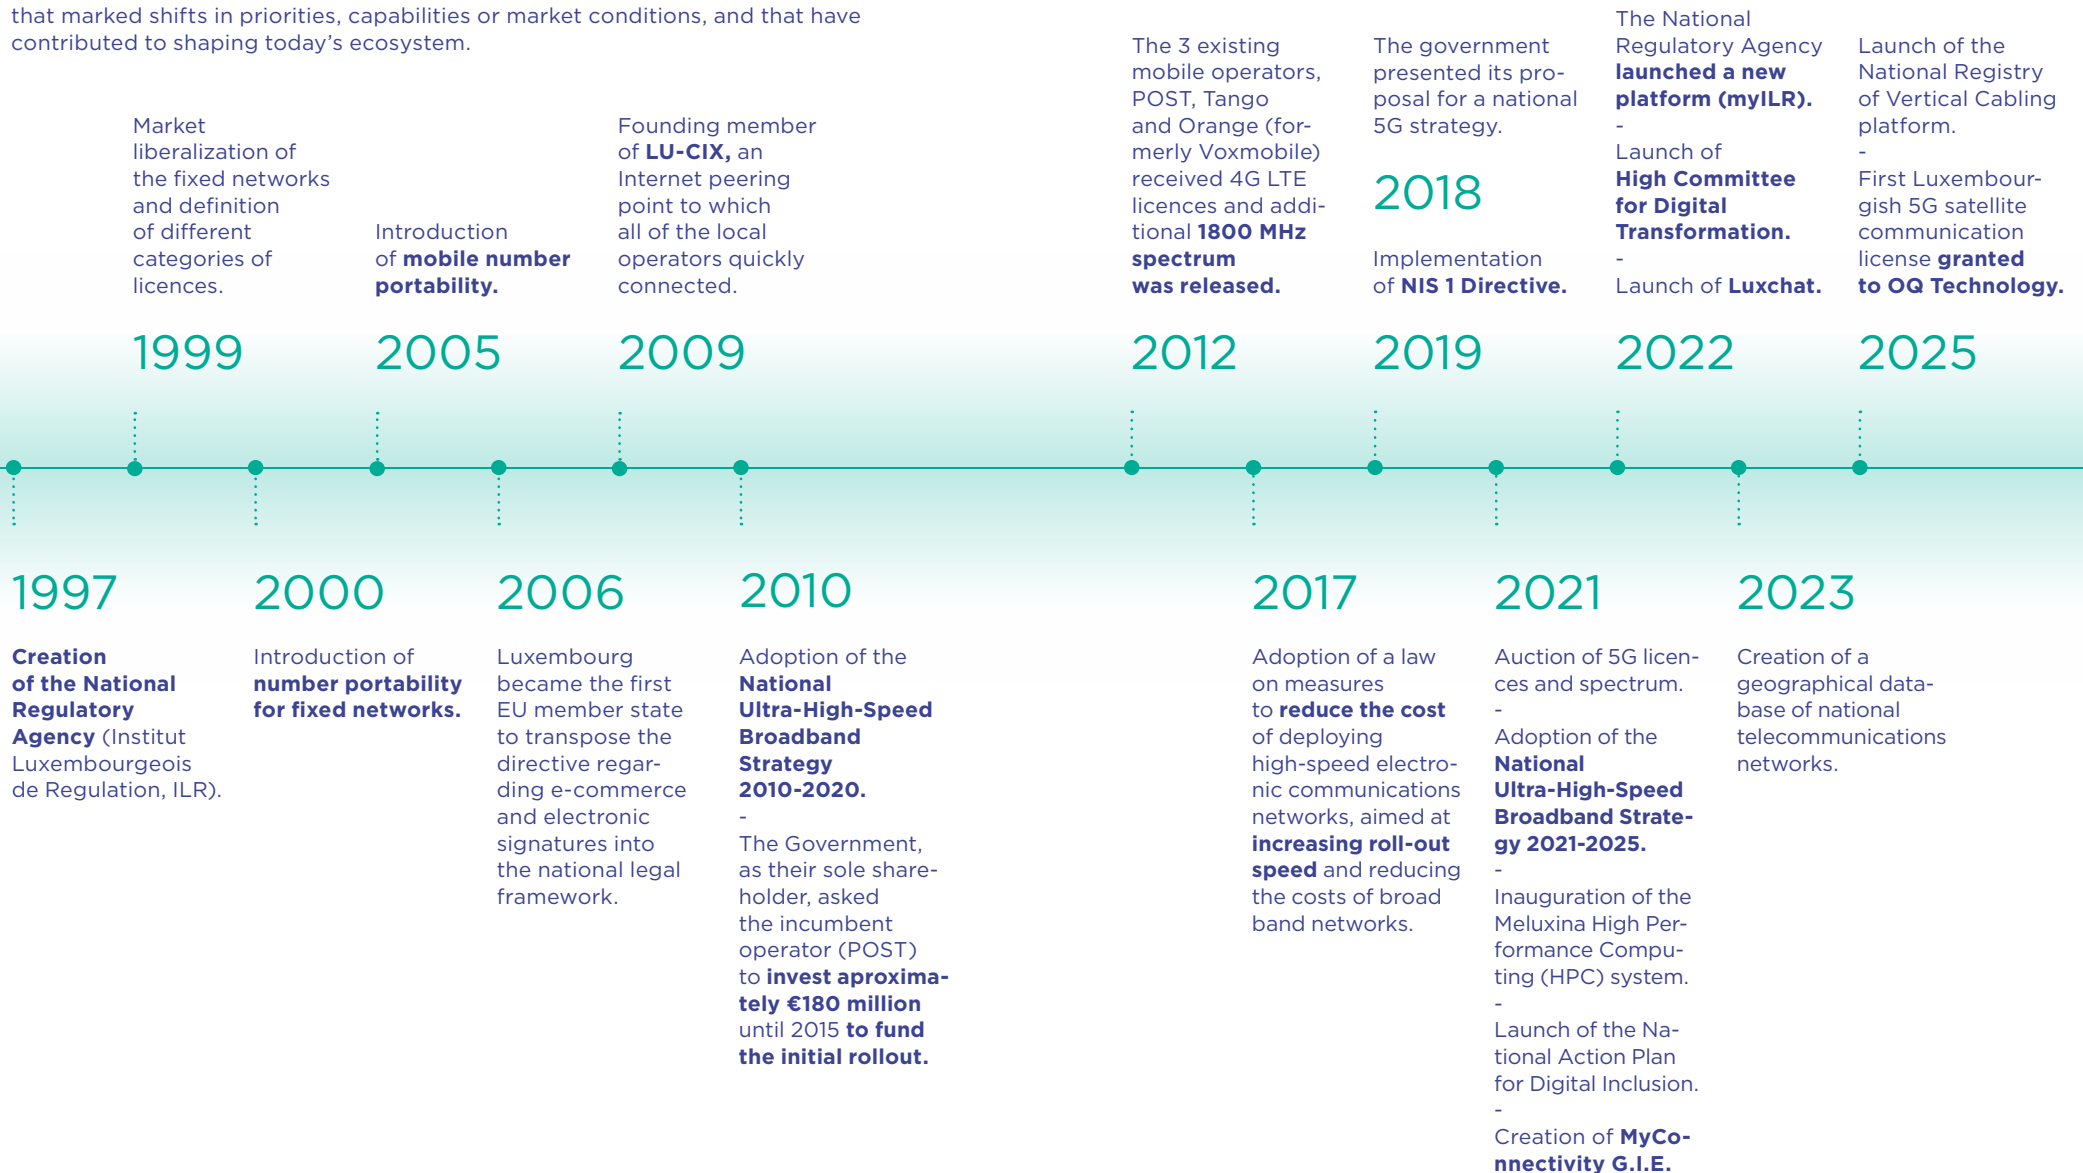 that marked shifts in priorities, capabilities or market conditions, and that have
contributed to shaping today's ecosystem.
1997
Creation
of the National
Regulatory
Agency (Institut
Luxembourgeois
de Regulation, ILR).
Market
liberalization of
the fixed networks
and definition
of different
categories of
licences.
1999
2000
Introduction of
number portability
for fixed networks.
Introduction
of mobile number
portability.
2005
2006
Luxembourg
became the first
EU member state
to transpose the
directive regar-
ding e-commerce
and electronic
signatures into
the national legal
framework.
Founding member
of LU-CIX, an
Internet peering
point to which
all of the local
operators quickly
connected.
2009
2010
Adoption of the
National
Ultra-High-Speed
Broadband
Strategy
2010-2020.
-
The Government,
as their sole share-
holder, asked
the incumbent
operator (POST)
to invest aproxima-
tely €180 million
until 2015 to fund
the initial rollout.
The 3 existing
mobile operators,
POST, Tango
and Orange (for-
merly Voxmobile)
received 4G LTE
licences and addi-
tional 1800 MHz
spectrum
was released.
2012
2017
Adoption of a law
on measures
to reduce the cost
of deploying
high-speed electro-
nic communications
networks, aimed at
increasing roll-out
speed and reducing
the costs of broad
band networks.
The government
presented its pro-
posal for a national
5G strategy.
2018
Implementation
of NIS 1 Directive.
2019
2021
Auction of 5G licen-
ces and spectrum.
-
Adoption of the
National
Ultra-High-Speed
Broadband Strate-
gy 2021-2025.
-
Inauguration of the
Meluxina High Per-
formance Compu-
ting (HPC) system.
-
Launch of the Na-
tional Action Plan
for Digital Inclusion.
-
Creation of MyCo-
nnectivity G.I.E.
The National
Regulatory Agency
launched a new
platform (myILR).
-
Launch of
High Committee
for Digital
Transformation.
-
Launch of Luxchat.
2022
2023
Creation of a
geographical data-
base of national
telecommunications
networks.
Launch of the
National Registry
of Vertical Cabling
platform.
-
First Luxembour-
gish 5G satellite
communication
license granted
to OQ Technology.
2025